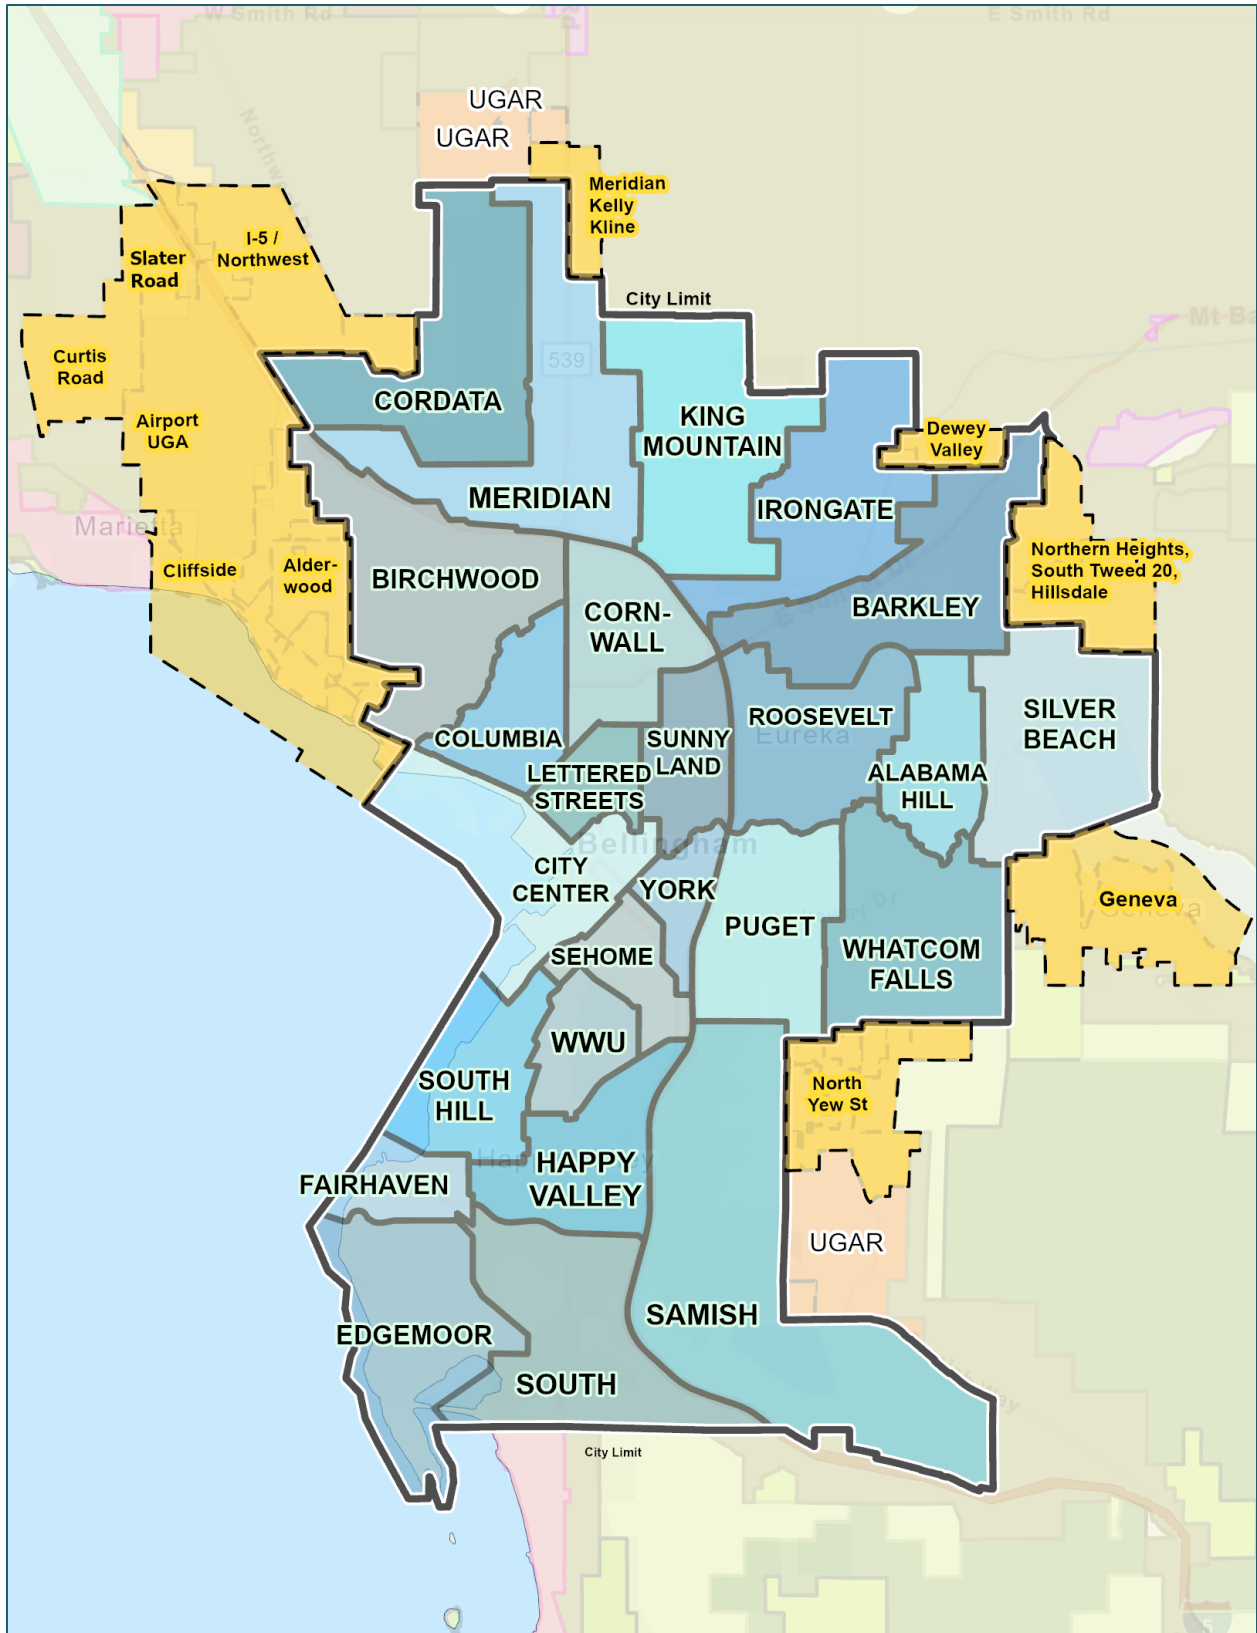 W Smith Rd
E Smith Rd
UGAR
UGAR
Meridian
Kelly
Kline
I-5 /
Northwest
Slater
Road
City Limit
Mt Ba
Curtis
Road
539
CORDATA
KING
MOUNTAIN
Airport
UGA
Dewey
Valley
MERIDIAN
IRONGATE
Marietta
Cliffside
Alder-
wood
BIRCHWOOD
Northern Heights,
South Tweed 20,
Hillsdale
CORN-
WALL
BARKLEY
SILVER
BEACH
ROOSEVELT
Eureka
COLUMBIA
SUNNY
LAND
LETTERED
STREETS
ALABAMA
HILL
Bellingham
CITY
CENTER
YORK
Geneva
Geneva
PUGET
WHATCOM
FALLS
SEHOME
WWU
SOUTH
HILL
North
Yew St
HAPPY
VALLEY
FAIRHAVEN
UGAR
SAMISH
EDGEMOOR
SOUTH
City Limit
5